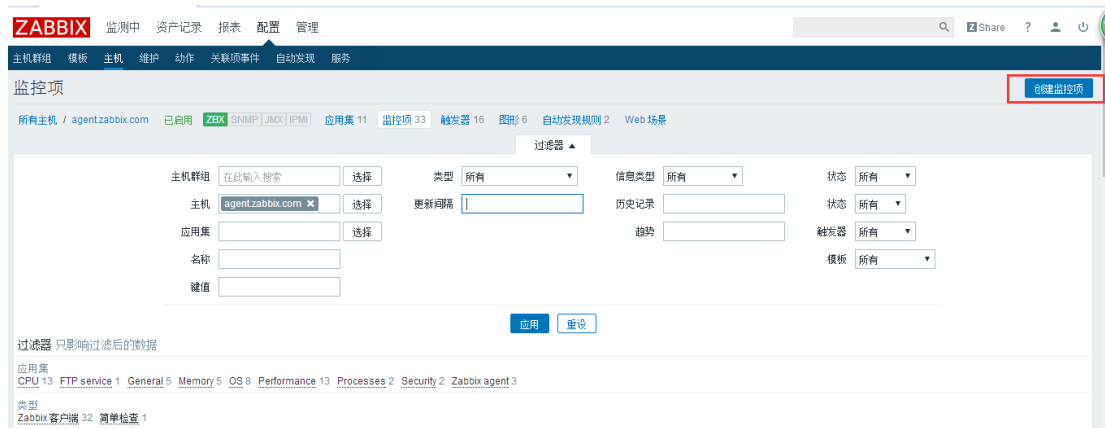 ZABBIX 监测中 资产记录 报表 配置 管理 Z Share ?
主机群组 模板 主机 维护 动作 关联项事件 自动发现 服务
监控项 创建监控项
所有主机 / agent.zabbix.com 已启用 ZBX SNMP JMX IPMI 应用集 11 监控项 33 触发器 16 图形 6 自动发现规则 2 Web 场景
过滤器 ▲
主机群组 在此输入搜索 选择 类型 所有 信息类型 所有 状态 所有
主机 agent.zabbix.com ✕ 选择 更新间隔 历史记录 状态 所有
应用集 选择 趋势 触发器 所有
名称 模板 所有
键值
应用 重设
过滤器 只影响过滤后的数据
应用集
CPU 13 FTP service 1 General 5 Memory 5 OS 8 Performance 13 Processes 2 Security 2 Zabbix agent 3
类型
Zabbix 客户端 32 简单检查 1